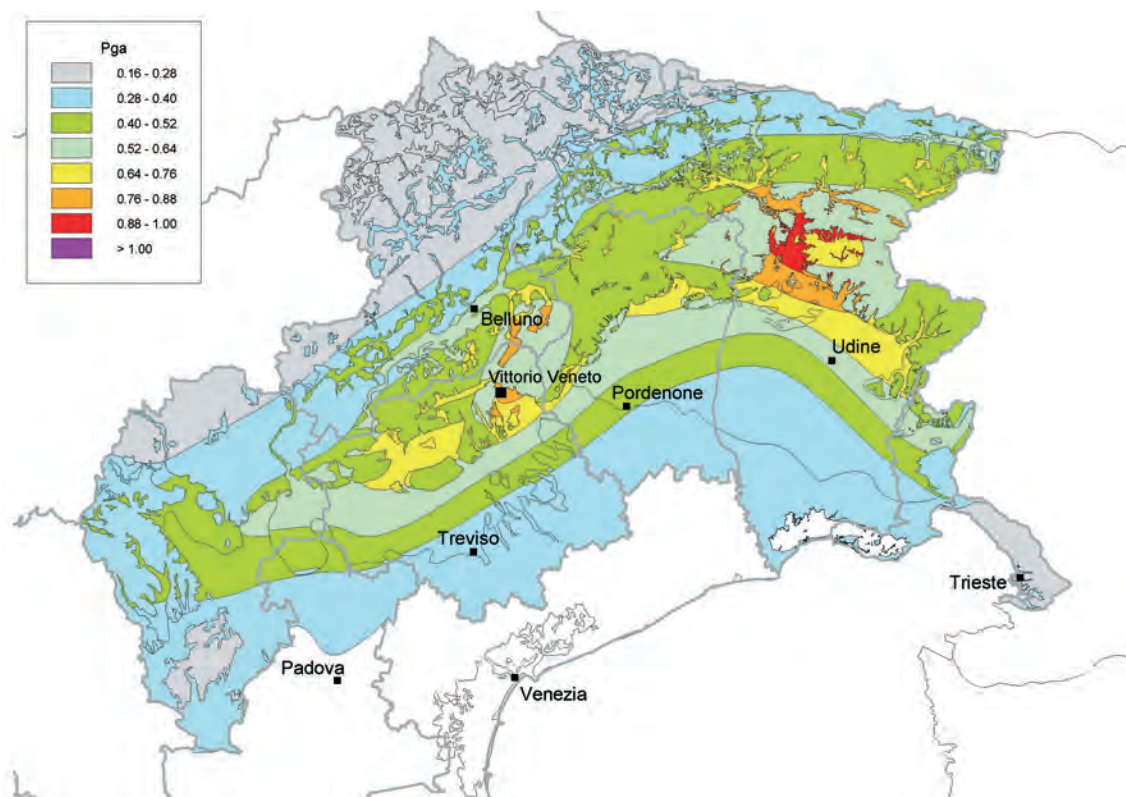 Pga
0.16 - 0.28
0.28 - 0.40
0.40 - 0.52
0.52 - 0.64
0.64 - 0.76
0.76 - 0.88
0.88 - 1.00
> 1.00
Belluno
Udine
Vittorio Veneto
Pordenone
Treviso
Trieste
Padova
Venezia